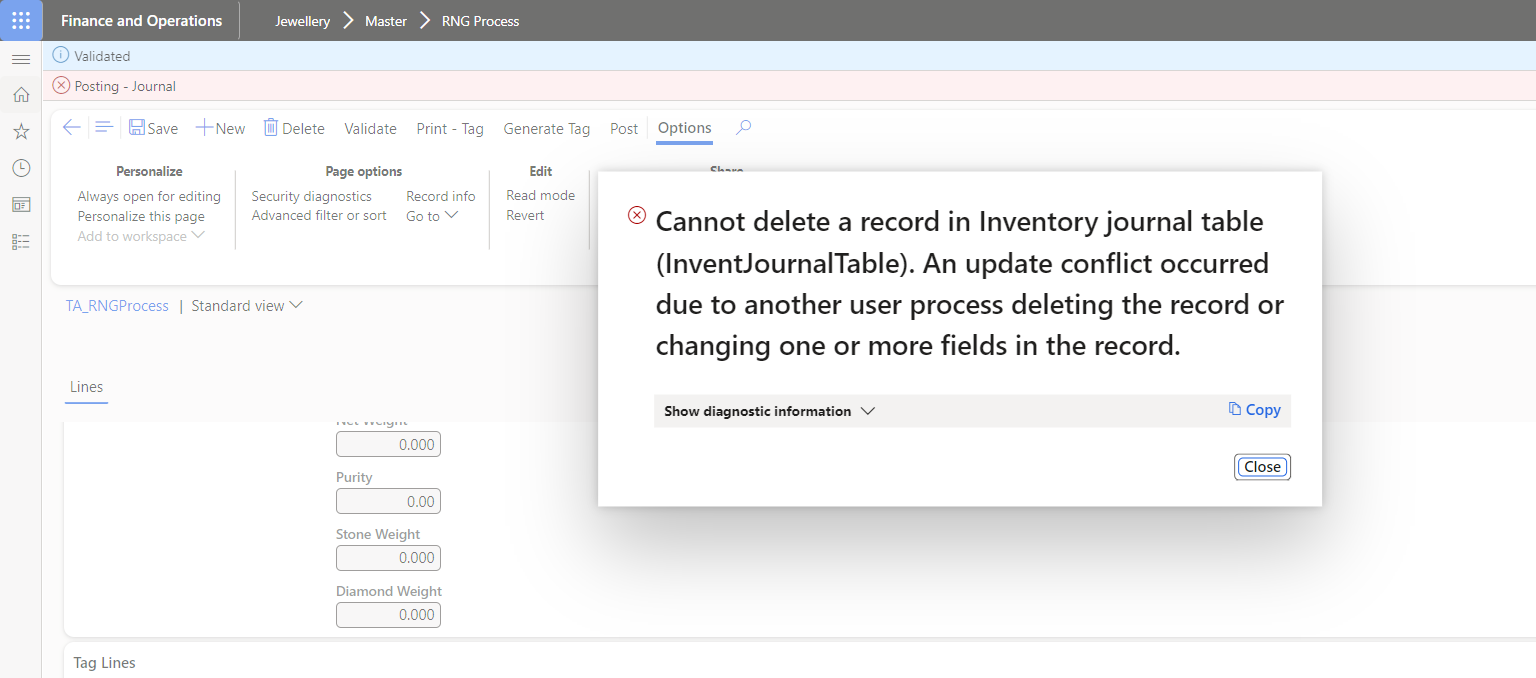 Finance and Operations
Jewellery > Master > RNG Process
Validated
Posting - Journal
Save New Delete Validate Print - Tag Generate Tag Post Options
Personalize
Always open for editing
Personalize this page
Add to workspace
Page options
Security diagnostics
Advanced filter or sort
Record info
Go to
Edit
Read mode
Revert
Share
TA_RNGProcess | Standard view
Lines
Net Weight
0.000
Purity
0.00
Stone Weight
0.000
Diamond Weight
0.000
Tag Lines
Cannot delete a record in Inventory journal table
(InventJournalTable). An update conflict occurred
due to another user process deleting the record or
changing one or more fields in the record.
Show diagnostic information
Copy
Close